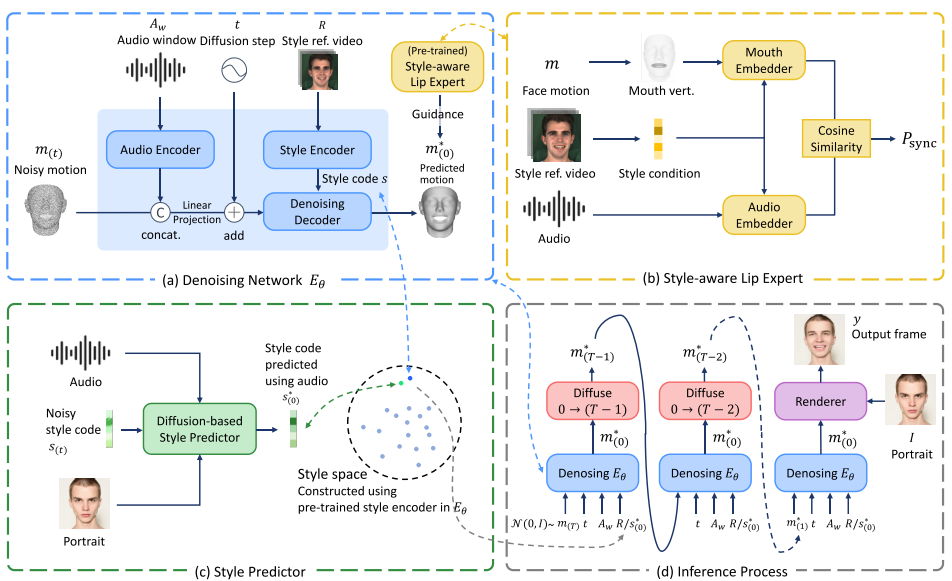 A_w
Audio window
t
Diffusion step
R
Style ref. video
(Pre-trained)
Style-aware
Lip Expert
Guidance
m_(t)
Noisy motion
Audio Encoder
Style Encoder
Style code s
m*_(0)
Predicted
motion
Linear
Projection
C
concat.
+
add
Denoising
Decoder
(a) Denoising Network E_θ
m
Face motion
Mouth vert.
Mouth
Embedder
Style ref. video
Style condition
Cosine
Similarity
P_sync
Audio
Audio
Embedder
(b) Style-aware Lip Expert
Audio
Noisy
style code
s_(t)
Diffusion-based
Style Predictor
Portrait
Style code
predicted
using audio
s*_(0)
Style space
Constructed using
pre-trained style encoder in E_θ
(c) Style Predictor
m*_(T−1)
m*_(T−2)
y
Output frame
Diffuse
0 → (T − 1)
Diffuse
0 → (T − 2)
Renderer
I
Portrait
m*_(0)
m*_(0)
m*_(0)
Denosing E_θ
Denosing E_θ
Denosing E_θ
𝒩(0, I)~ m_(T) t A_w R/s*_(0)
t A_w R/s*_(0)
m*_(1) t A_w R/s*_(0)
(d) Inference Process